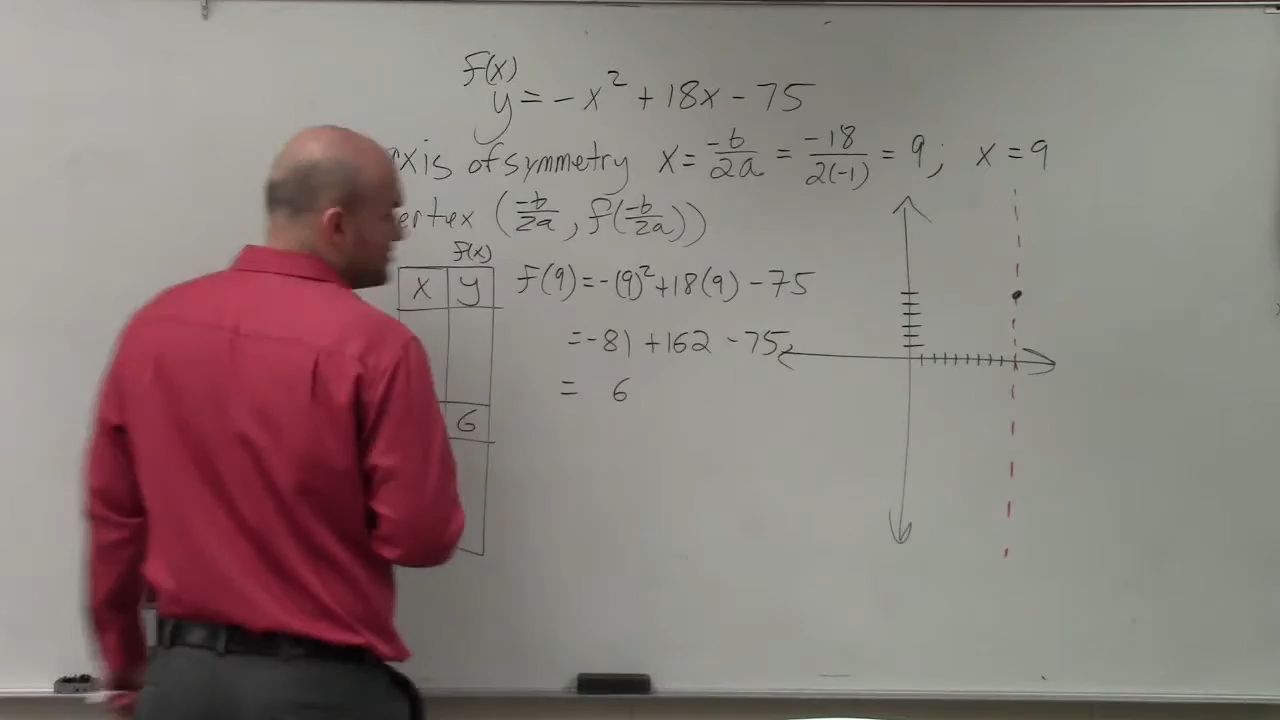 f(x)
y = -x² + 18x - 75
axis of symmetry x = -b/2a = -18/2(-1) = 9; x = 9
vertex (-b/2a, f(-b/2a))
f(x)
x y f(9) = -(9)² + 18(9) - 75
= -81 + 162 - 75
= 6
6